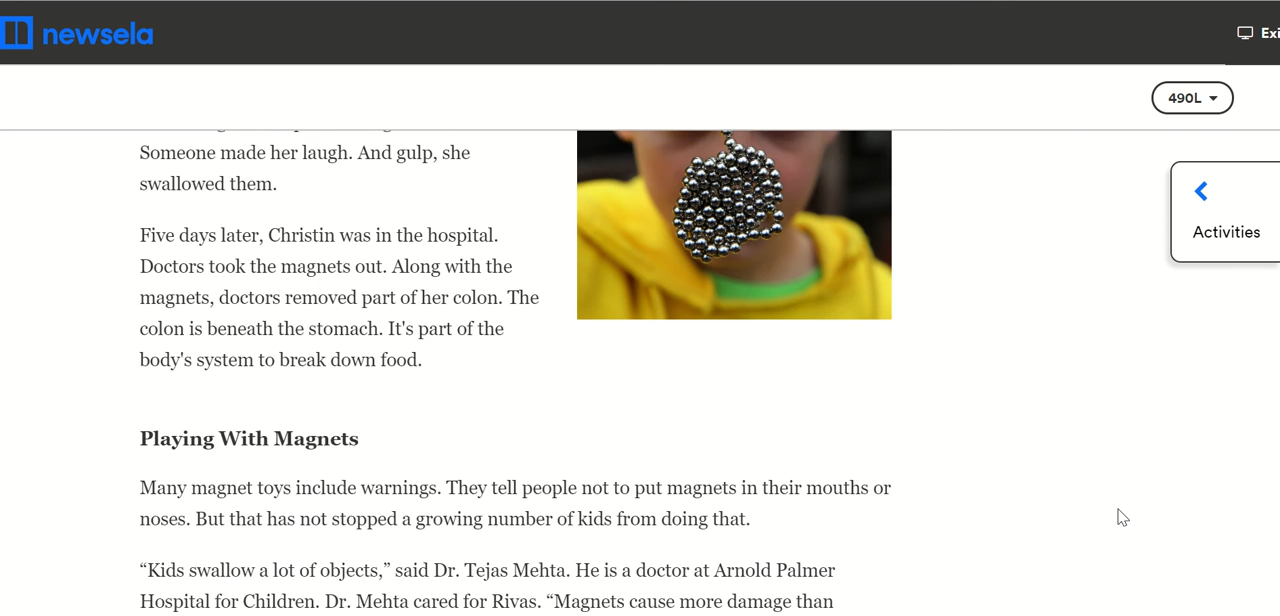 newsela
Exi
490L
Someone made her laugh. And gulp, she
swallowed them.
Activities
Five days later, Christin was in the hospital.
Doctors took the magnets out. Along with the
magnets, doctors removed part of her colon. The
colon is beneath the stomach. It's part of the
body's system to break down food.
Playing With Magnets
Many magnet toys include warnings. They tell people not to put magnets in their mouths or
noses. But that has not stopped a growing number of kids from doing that.
“Kids swallow a lot of objects,” said Dr. Tejas Mehta. He is a doctor at Arnold Palmer
Hospital for Children. Dr. Mehta cared for Rivas. “Magnets cause more damage than